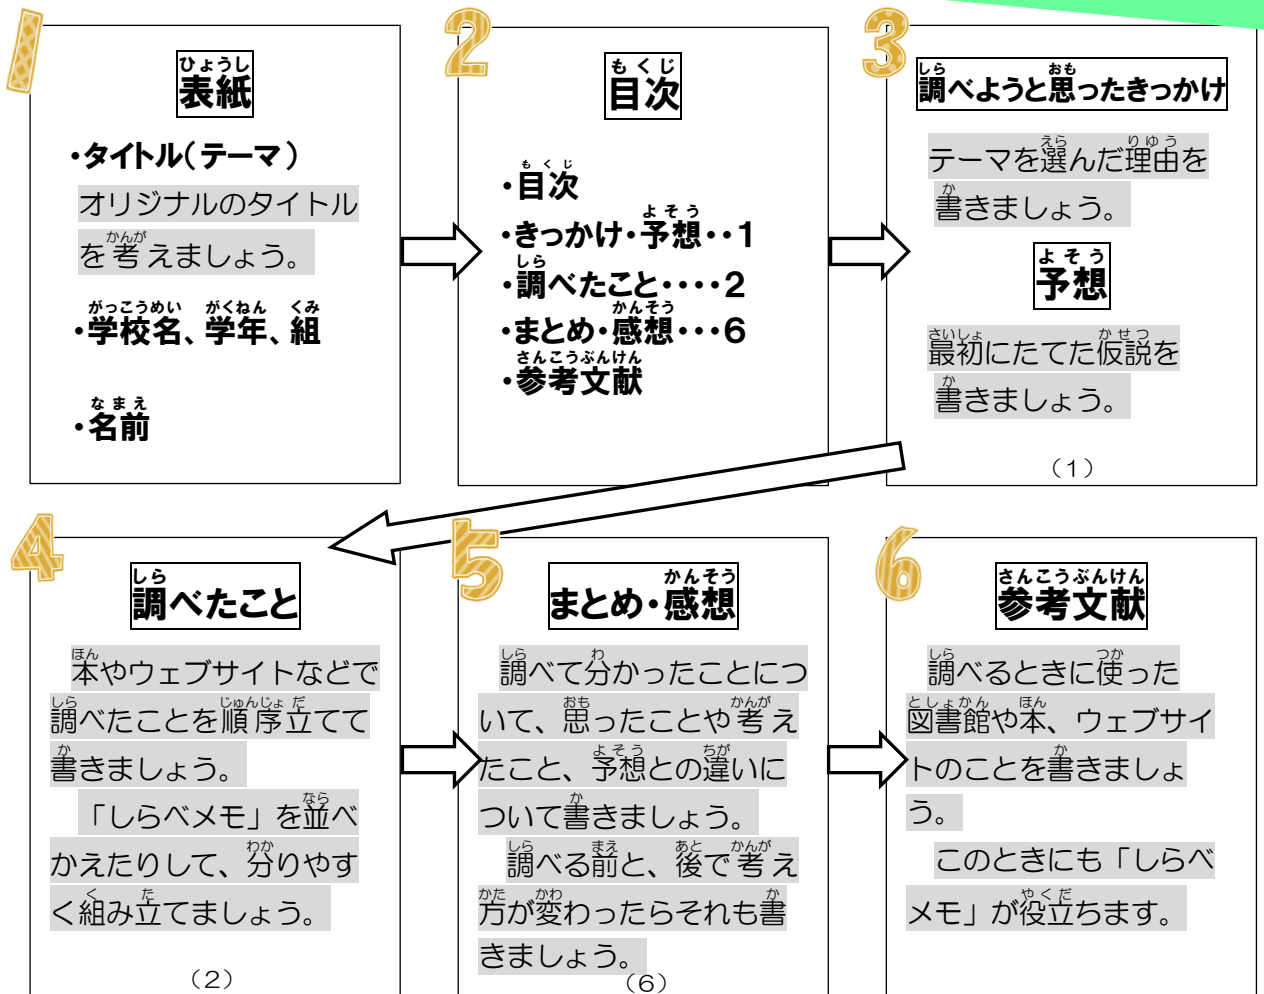 1
表紙
・タイトル(テーマ)
オリジナルのタイトル
を考えましょう。
・学校名、学年、組
・名前
2
目次
・目次
・きっかけ・予想・・1
・調べたこと・・・・2
・まとめ・感想・・・6
・参考文献
3
調べようと思ったきっかけ
テーマを選んだ理由を
書きましょう。
予想
最初にたてた仮説を
書きましょう。
（1）
4
調べたこと
本やウェブサイトなどで
調べたことを順序立てて
書きましょう。
「しらべメモ」を並べ
かえたりして、分りやす
く組み立てましょう。
（2）
5
まとめ・感想
調べて分かったことにつ
いて、思ったことや考え
たこと、予想との違いに
ついて書きましょう。
調べる前と、後で考え
方が変わったらそれも書
きましょう。
（6）
6
参考文献
調べるときに使った
図書館や本、ウェブサイ
トのことを書きましょ
う。
このときにも「しらべ
メモ」が役立ちます。